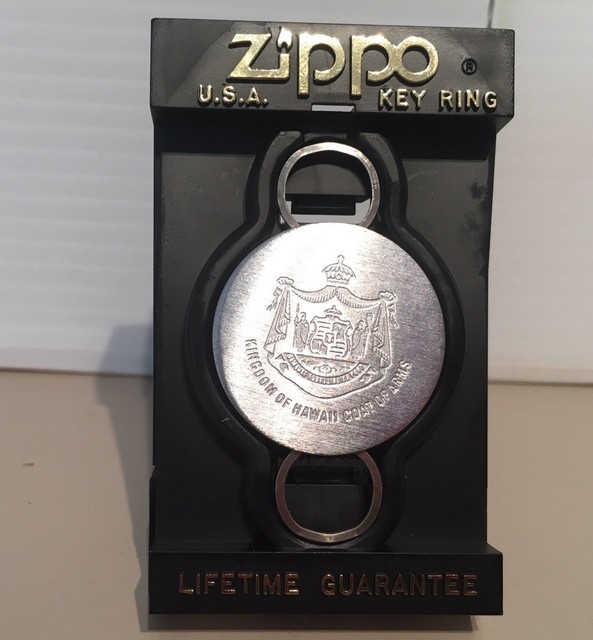 zippo ®
U.S.A. KEY RING
KINGDOM OF HAWAII COAT OF ARMS
LIFETIME GUARANTEE